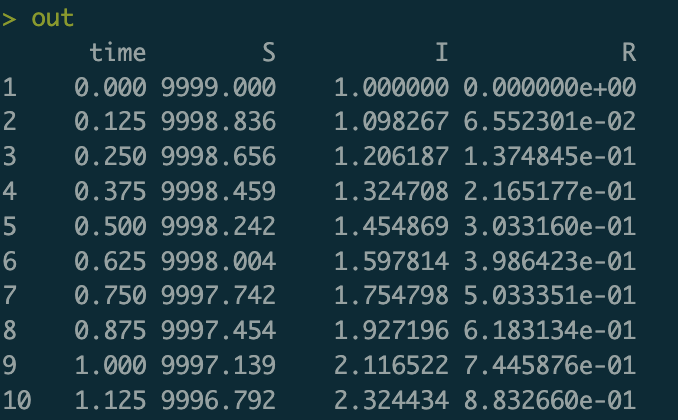 > out
time S I R
1 0.000 9999.000 1.000000 0.000000e+00
2 0.125 9998.836 1.098267 6.552301e-02
3 0.250 9998.656 1.206187 1.374845e-01
4 0.375 9998.459 1.324708 2.165177e-01
5 0.500 9998.242 1.454869 3.033160e-01
6 0.625 9998.004 1.597814 3.986423e-01
7 0.750 9997.742 1.754798 5.033351e-01
8 0.875 9997.454 1.927196 6.183134e-01
9 1.000 9997.139 2.116522 7.445876e-01
10 1.125 9996.792 2.324434 8.832660e-01